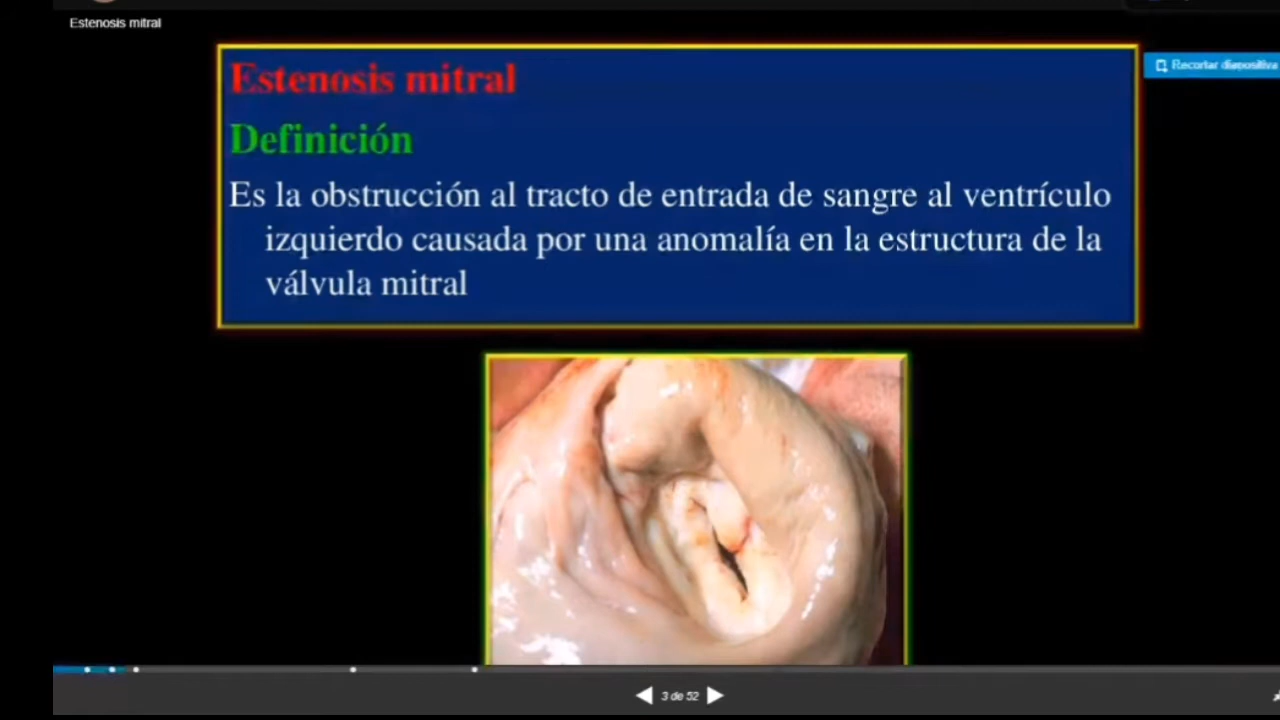 Estenosis mitral
Estenosis mitral
Recortar diapositiva
Definición
Es la obstrucción al tracto de entrada de sangre al ventrículo
izquierdo causada por una anomalía en la estructura de la
válvula mitral
3 de 52